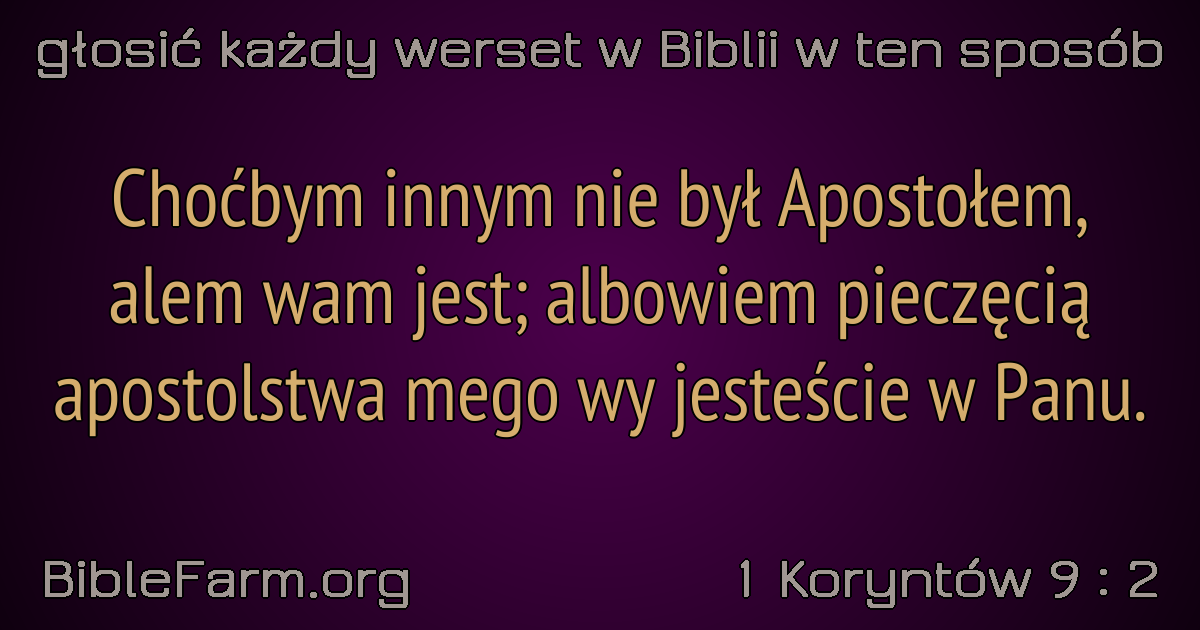 głosić każdy werset w Biblii w ten sposób
Choćbym innym nie był Apostołem,
alem wam jest; albowiem pieczęcią
apostolstwa mego wy jesteście w Panu.
BibleFarm.org
1 Koryntów 9 : 2